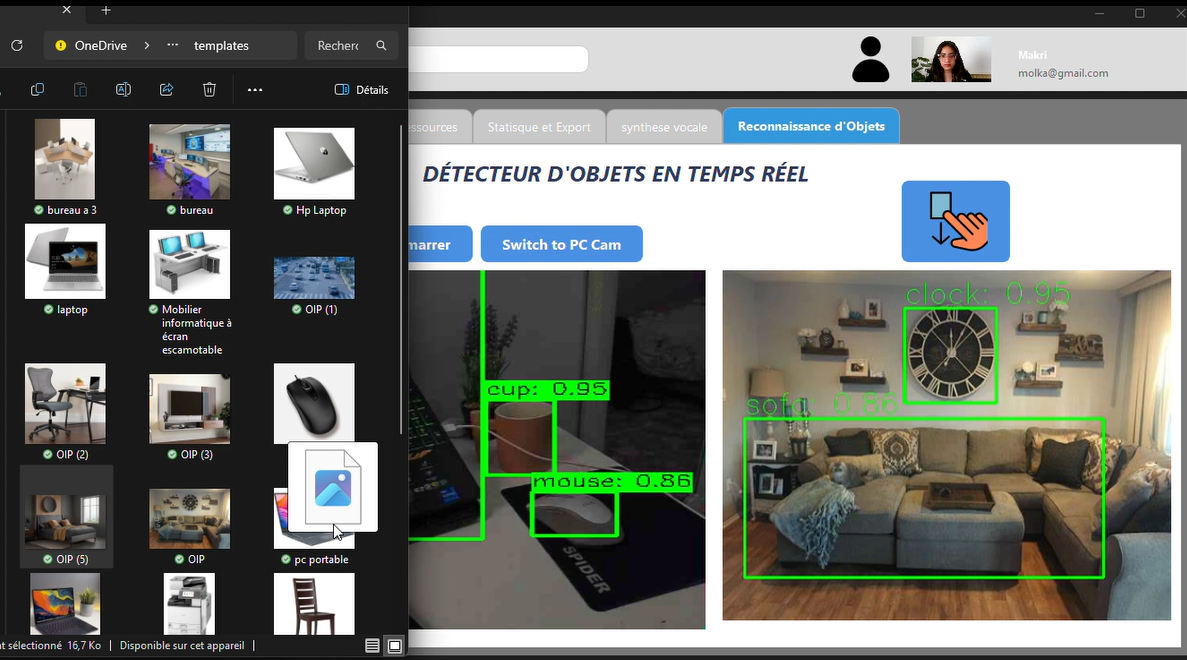 OneDrive
templates
Recherc
Détails
bureau a 3
bureau
Hp Laptop
laptop
Mobilier
informatique à
écran
escamotable
OIP (1)
OIP (2)
OIP (3)
OIP (5)
OIP
pc portable
t sélectionné 16,7 Ko
Disponible sur cet appareil
Makri
molka@gmail.com
essources
Statisque et Export
synthese vocale
Reconnaissance d'Objets
DÉTECTEUR D'OBJETS EN TEMPS RÉEL
marrer
Switch to PC Cam
cup: 0.95
mouse: 0.86
SPIDER
clock: 0.95
sofa: 0.86